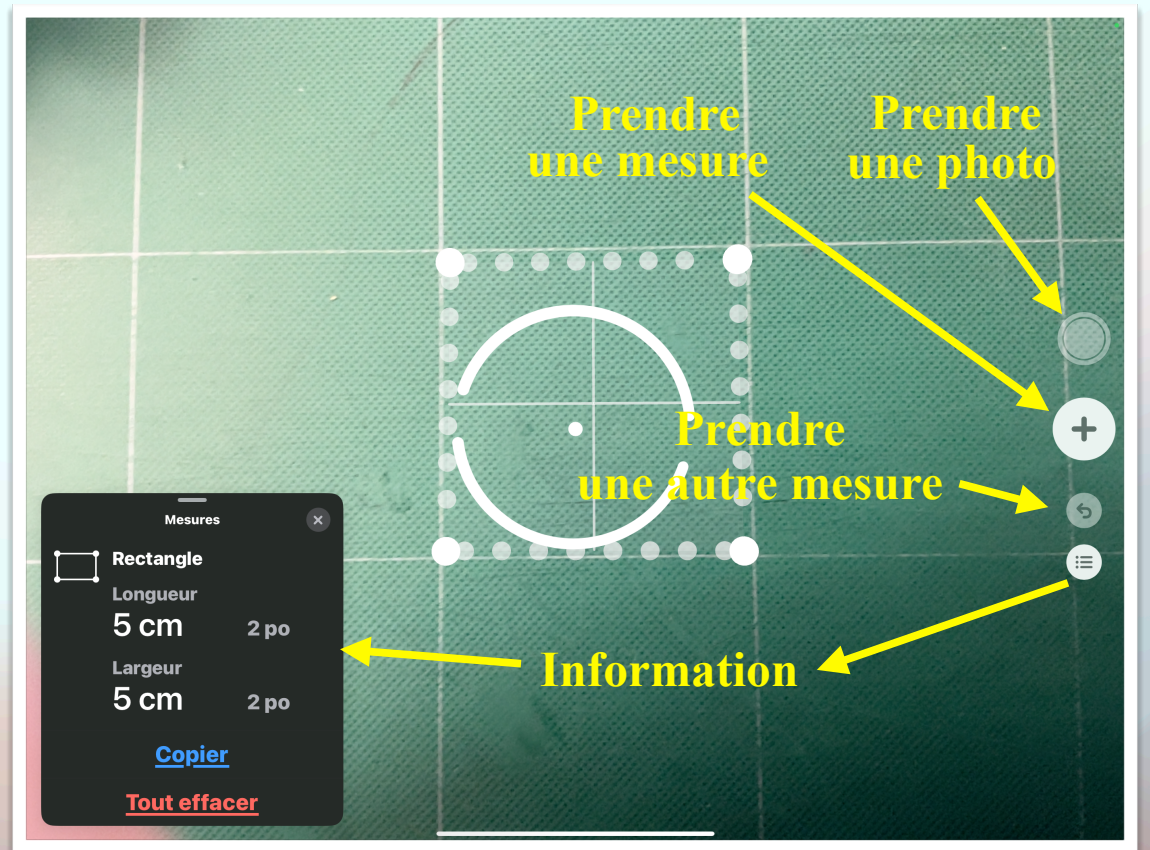 Prendre
une mesure
Prendre
une photo
Prendre
une autre mesure
Mesures
Rectangle
Longueur
5 cm 2 po
Largeur
5 cm 2 po
Copier
Tout effacer
Information